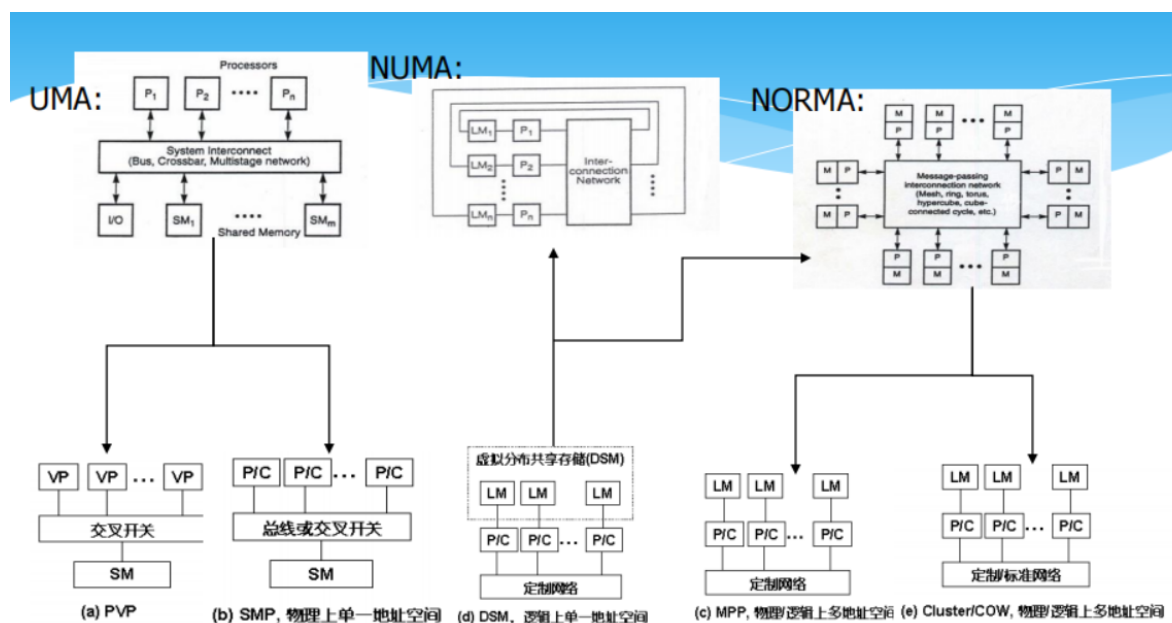 UMA:
Processors
P1 P2 •••• Pn
System Interconnect
(Bus, Crossbar, Multistage network)
I/O SM1 •••• SMm
Shared Memory
NUMA:
LM1 P1
LM2 P2
LMn Pn
Inter-
connection
Network
NORMA:
M M M
P P P
M P P M
Message-passing
interconnection network
(Mesh, ring, torus,
hypercube, cube-
connected cycle, etc.)
M P P M
P P P
M M M
VP VP ... VP
交叉开关
SM
(a) PVP
P/C P/C ... P/C
总线或交叉开关
SM
(b) SMP, 物理上单一地址空间
虚拟分布共享存储(DSM)
LM LM LM
P/C P/C ... P/C
定制网络
(d) DSM, 逻辑上单一地址空间
LM LM LM
P/C P/C ... P/C
定制网络
(c) MPP, 物理/逻辑上多地址空间
LM LM LM
P/C P/C ... P/C
定制/标准网络
(e) Cluster/COW, 物理/逻辑上多地址空间